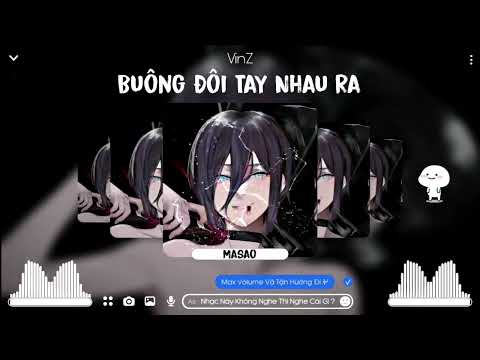 VinZ
BUÔNG ĐÔI TAY NHAU RA
MASAO
Max Volume Và Tận Hưởng Đi
Aa Nhạc Này Không Nghe Thì Nghe Cái Gì ?